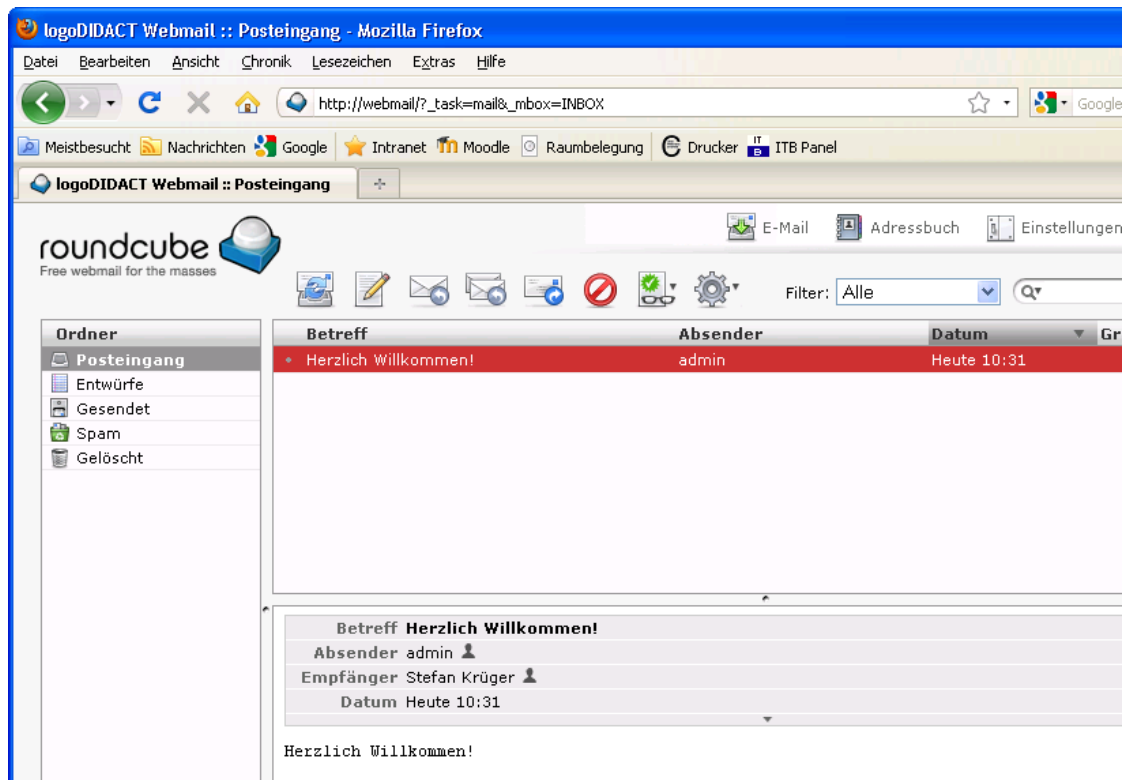 logoDIDACT Webmail :: Posteingang - Mozilla Firefox
Datei Bearbeiten Ansicht Chronik Lesezeichen Extras Hilfe
http://webmail/?_task=mail&_mbox=INBOX
Google
Meistbesucht Nachrichten Google Intranet Moodle Raumbelegung Drucker ITB Panel
logoDIDACT Webmail :: Posteingang
roundcube
Free webmail for the masses
E-Mail Adressbuch Einstellungen
Filter: Alle
Ordner
Posteingang
Entwürfe
Gesendet
Spam
Gelöscht
Betreff Absender Datum Gr
Herzlich Willkommen! admin Heute 10:31
Betreff Herzlich Willkommen!
Absender admin
Empfänger Stefan Krüger
Datum Heute 10:31
Herzlich Willkommen!